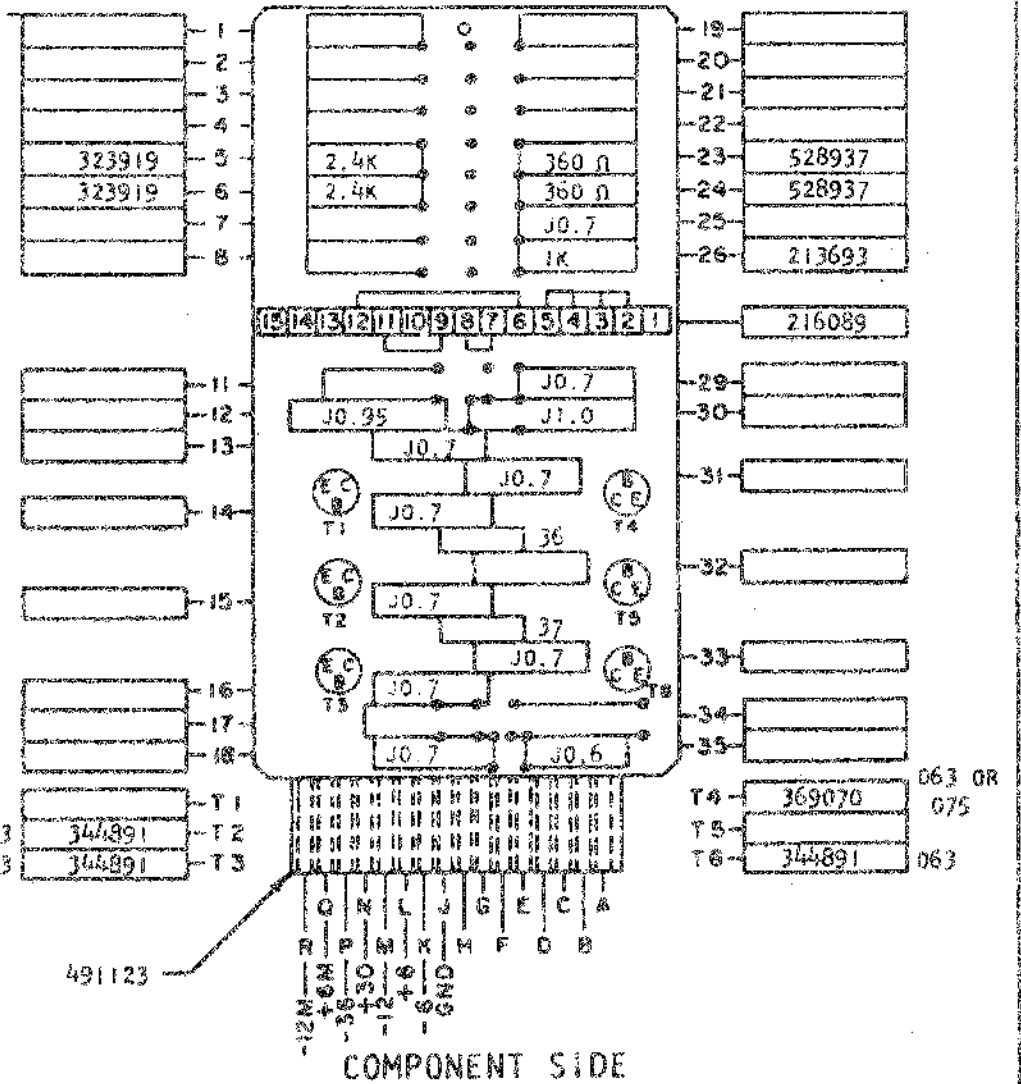 1 19
2 20
3 21
4 22
323919 5 2.4K 360 Ω 23 528937
323919 6 2.4K 360 Ω 24 528937
7 J0.7 25
8 1K 26 213693
15 14 13 12 11 10 9 8 7 6 5 4 3 2 1 216089
11 J0.7 29
12 J0.95 J1.0 30
13 J0.7
J0.7 31
E C B B C E
14 J0.7
T1 T4
36
32
E C B B C E
15 J0.7
T2 T5
37
J0.7 33
E C B B C E
16 J0.7
T3 T6
17 34
18 J0.7 J0.6 35
T1 T4 369070 063 OR 075
3 344891 T2 T5
3 344891 T3 T6 344891 063
Q N L J G E C A
R P M K H F D B
491123
-12M +6M -36 +30 -12 +6 -6 GND
COMPONENT SIDE